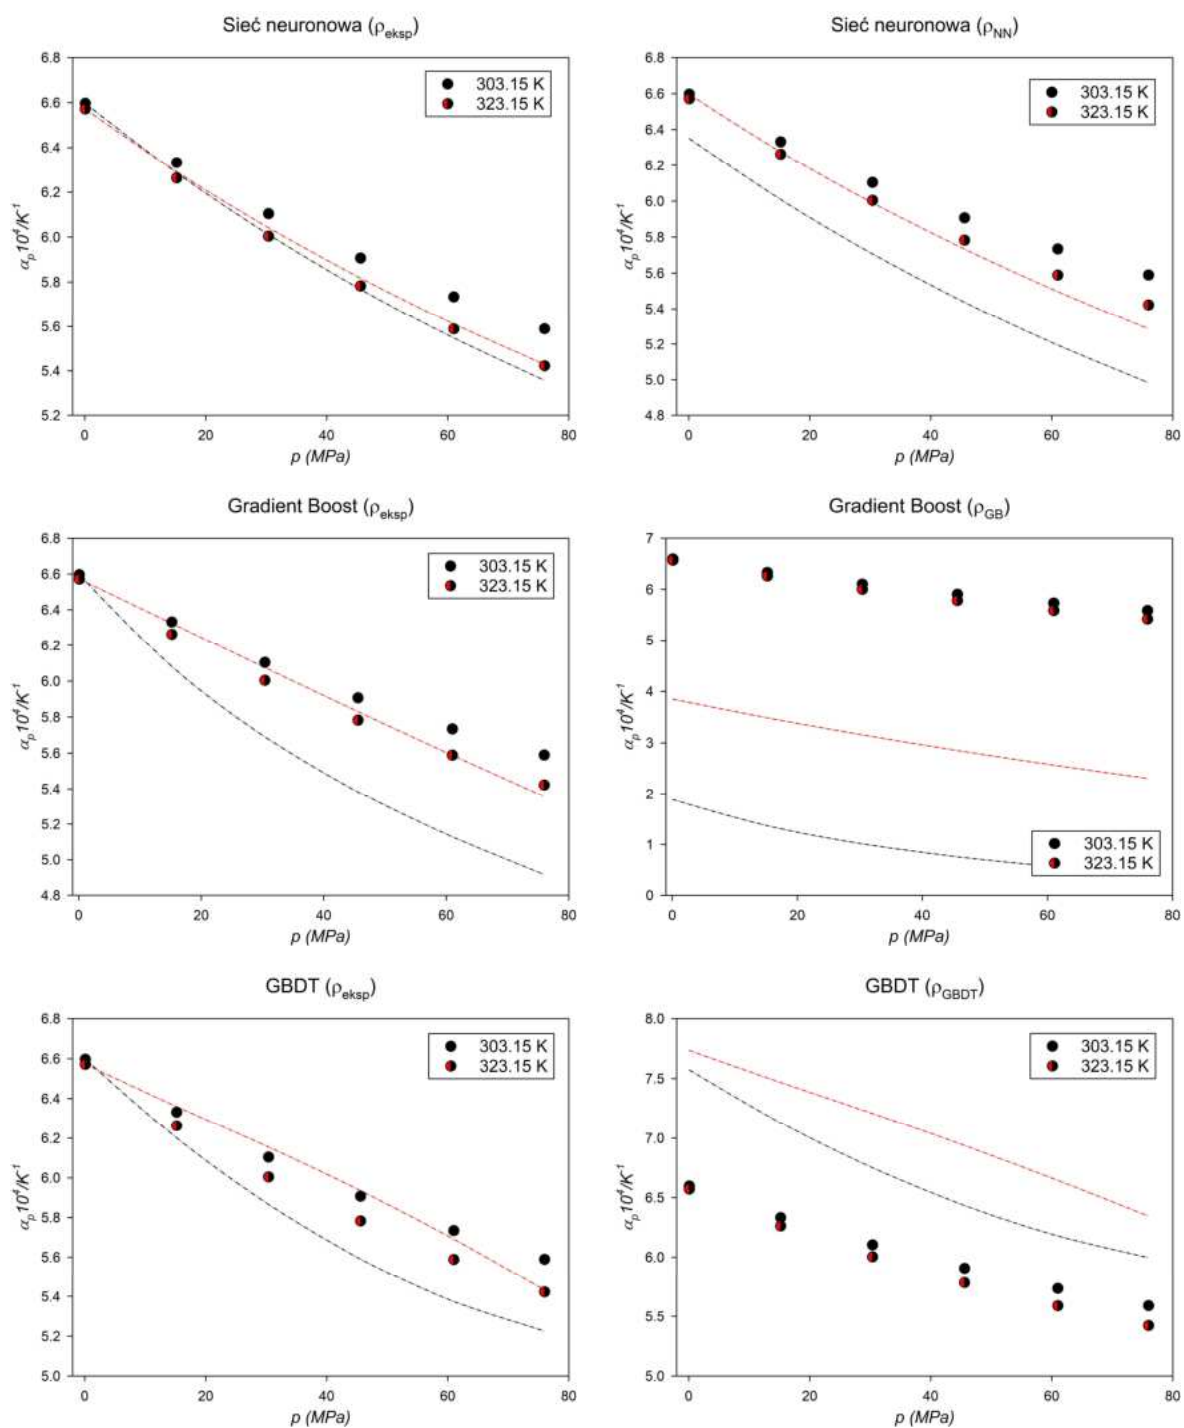 Sieć neuronowa (ρeksp)
6.8
6.6
6.4
6.2
6.0
5.8
5.6
5.4
5.2
αp10⁴/K⁻¹
303.15 K
323.15 K
0 20 40 60 80
p (MPa)
Sieć neuronowa (ρNN)
6.8
6.6
6.4
6.2
6.0
5.8
5.6
5.4
5.2
5.0
4.8
αp10⁴/K⁻¹
303.15 K
323.15 K
0 20 40 60 80
p (MPa)
Gradient Boost (ρeksp)
6.8
6.6
6.4
6.2
6.0
5.8
5.6
5.4
5.2
5.0
4.8
αp10⁴/K⁻¹
303.15 K
323.15 K
0 20 40 60 80
p (MPa)
Gradient Boost (ρGB)
7
6
5
4
3
2
1
0
αp10⁴/K⁻¹
303.15 K
323.15 K
0 20 40 60 80
p (MPa)
GBDT (ρeksp)
6.8
6.6
6.4
6.2
6.0
5.8
5.6
5.4
5.2
5.0
αp10⁴/K⁻¹
303.15 K
323.15 K
0 20 40 60 80
p (MPa)
GBDT (ρGBDT)
8.0
7.5
7.0
6.5
6.0
5.5
5.0
αp10⁴/K⁻¹
303.15 K
323.15 K
0 20 40 60 80
p (MPa)